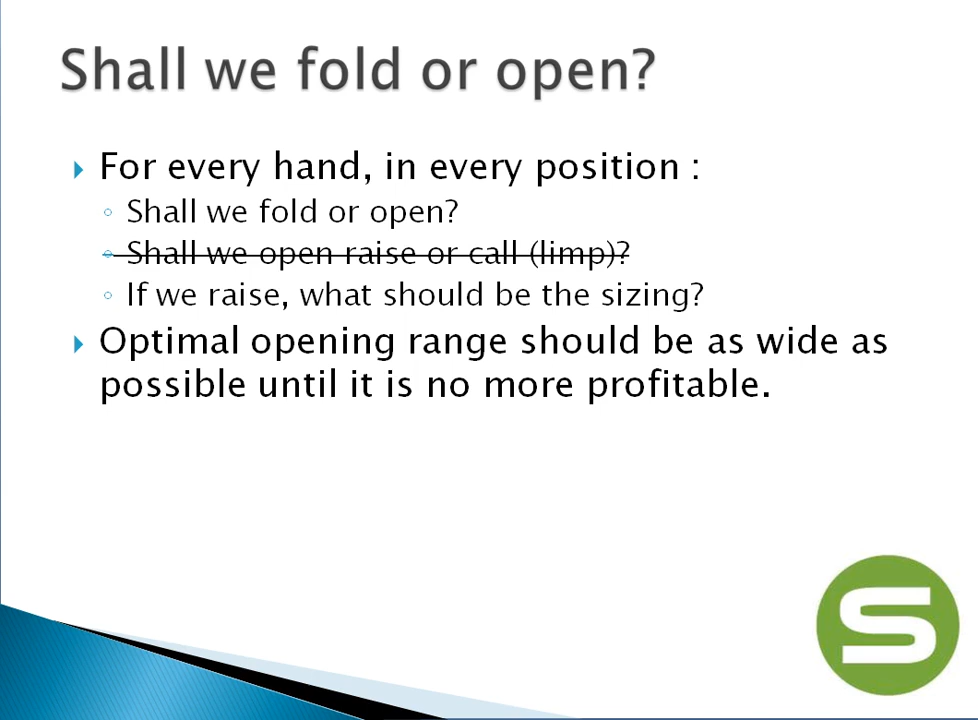 Shall we fold or open?
For every hand, in every position :
Shall we fold or open?
Shall we open raise or call (limp)?
If we raise, what should be the sizing?
Optimal opening range should be as wide as
possible until it is no more profitable.
S